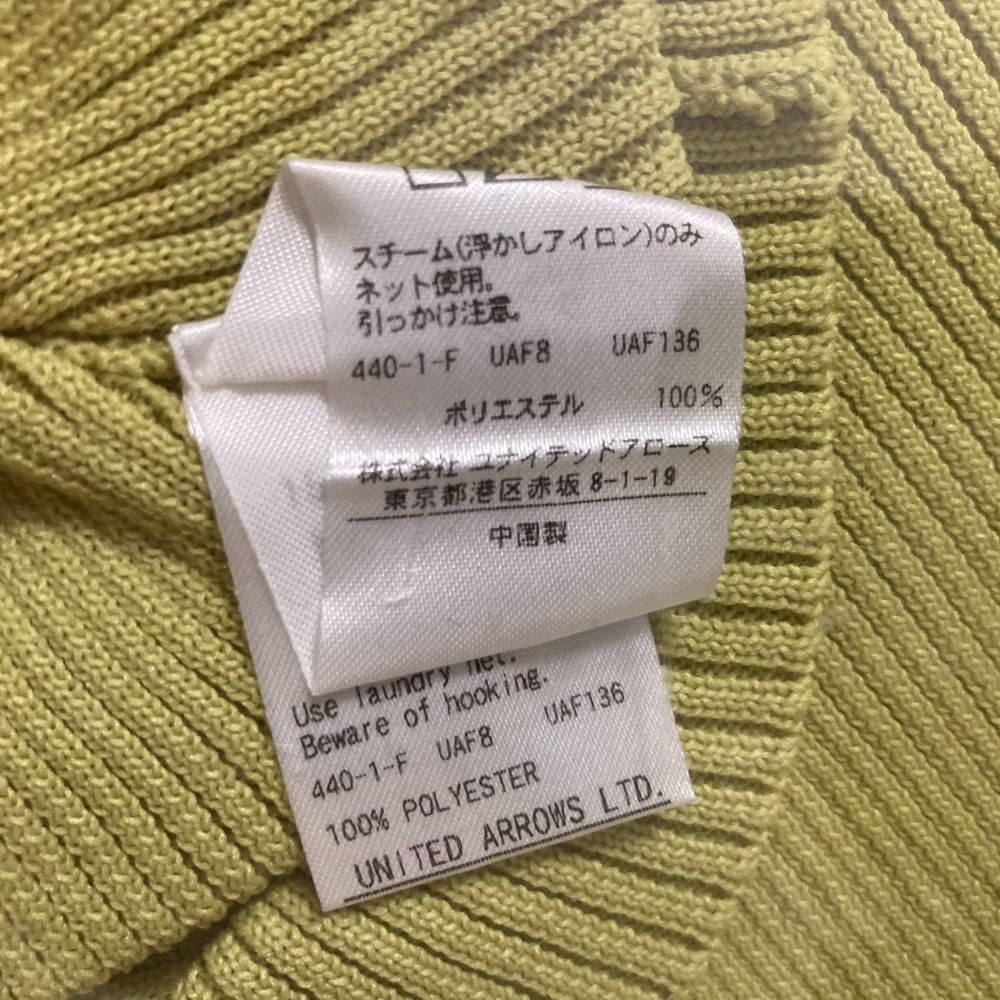 スチーム(浮かしアイロン)のみ
ネット使用。
引っかけ注意。
440-1-F UAF8 UAF136
ポリエステル 100%
株式会社 ユナイテッドアローズ
東京都港区赤坂 8-1-19
中国製
Use laundry net.
Beware of hooking.
440-1-F UAF8 UAF136
100% POLYESTER
UNITED ARROWS LTD.